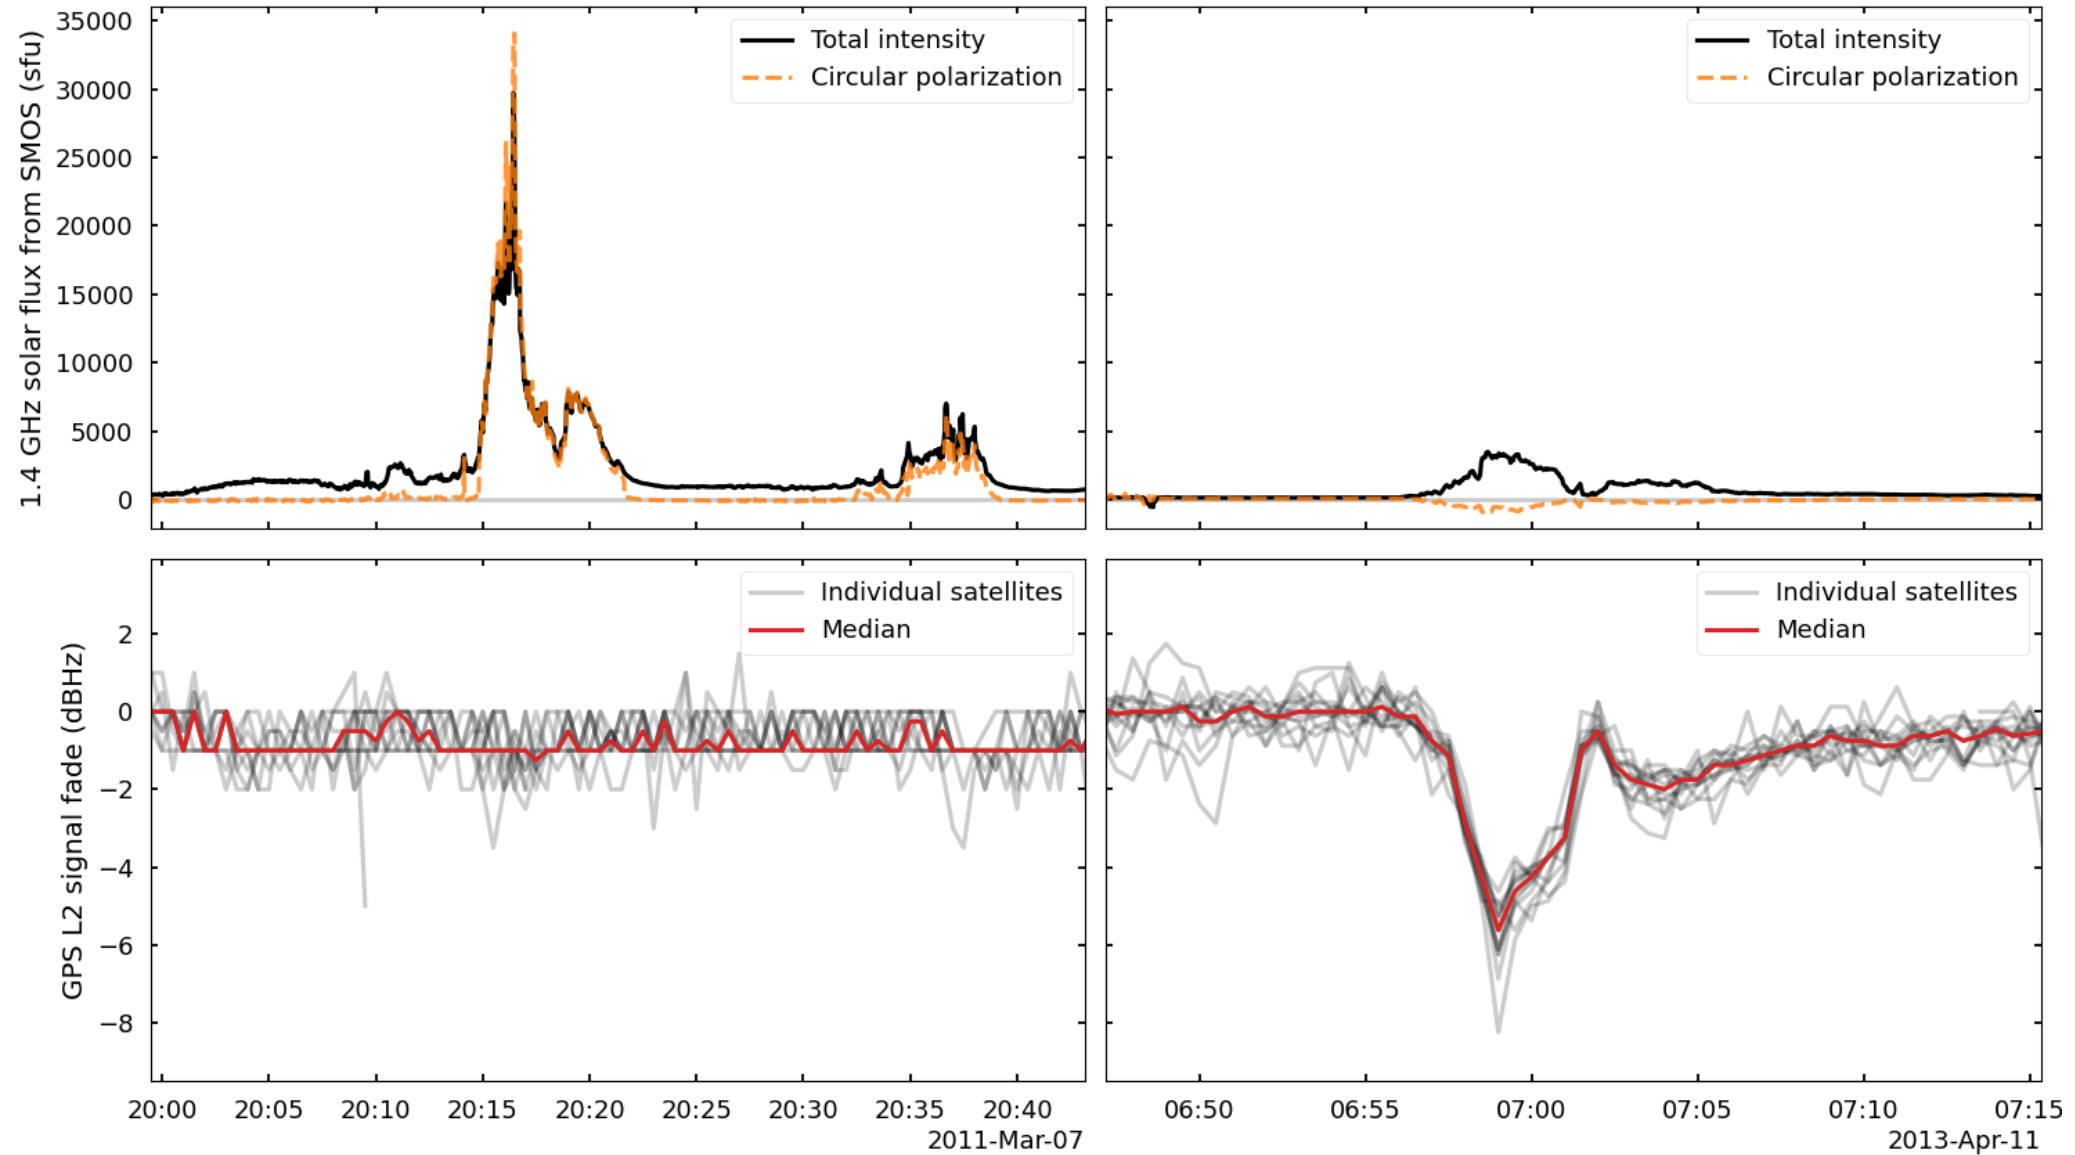 1.4 GHz solar flux from SMOS (sfu)
35000
30000
25000
20000
15000
10000
5000
0
Total intensity
Circular polarization
Total intensity
Circular polarization
GPS L2 signal fade (dBHz)
2
0
−2
−4
−6
−8
Individual satellites
Median
Individual satellites
Median
20:00 20:05 20:10 20:15 20:20 20:25 20:30 20:35 20:40
2011-Mar-07
06:50 06:55 07:00 07:05 07:10 07:15
2013-Apr-11